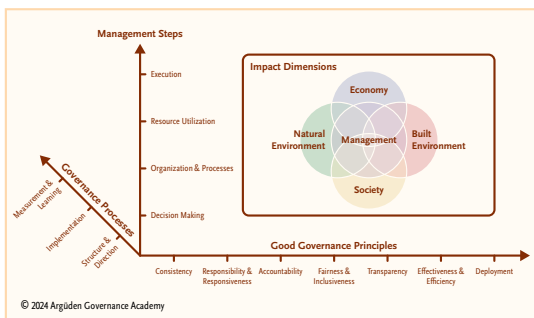 Management Steps
Execution
Resource Utilization
Organization & Processes
Decision Making
Impact Dimensions
Economy
Natural
Environment
Management
Built
Environment
Society
Governance Processes
Measurement &
Learning
Implementation
Structure &
Direction
Good Governance Principles
Consistency
Responsibility &
Responsiveness
Accountability
Fairness &
Inclusiveness
Transparency
Effectiveness &
Efficiency
Deployment
© 2024 Argüden Governance Academy